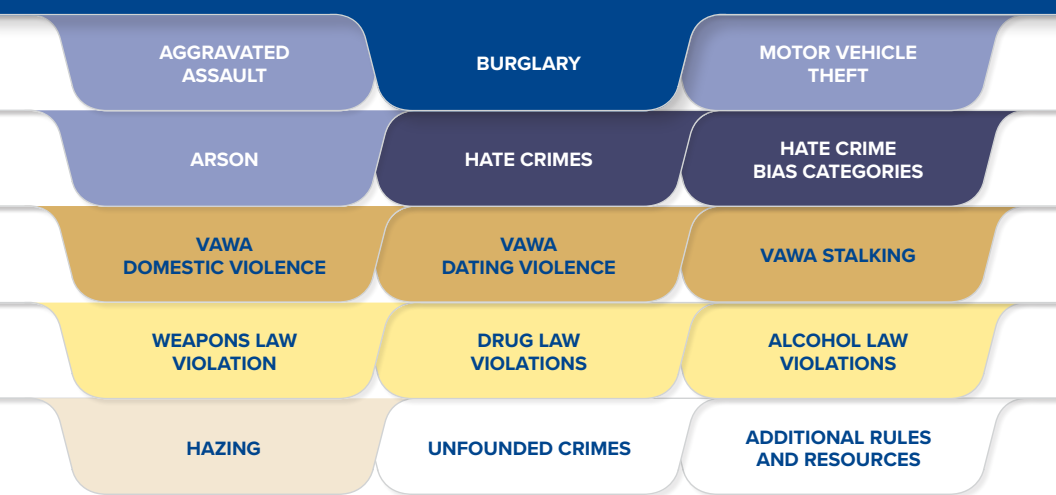 AGGRAVATED
ASSAULT
BURGLARY
MOTOR VEHICLE
THEFT
ARSON
HATE CRIMES
HATE CRIME
BIAS CATEGORIES
VAWA
DOMESTIC VIOLENCE
VAWA
DATING VIOLENCE
VAWA STALKING
WEAPONS LAW
VIOLATION
DRUG LAW
VIOLATIONS
ALCOHOL LAW
VIOLATIONS
HAZING
UNFOUNDED CRIMES
ADDITIONAL RULES
AND RESOURCES